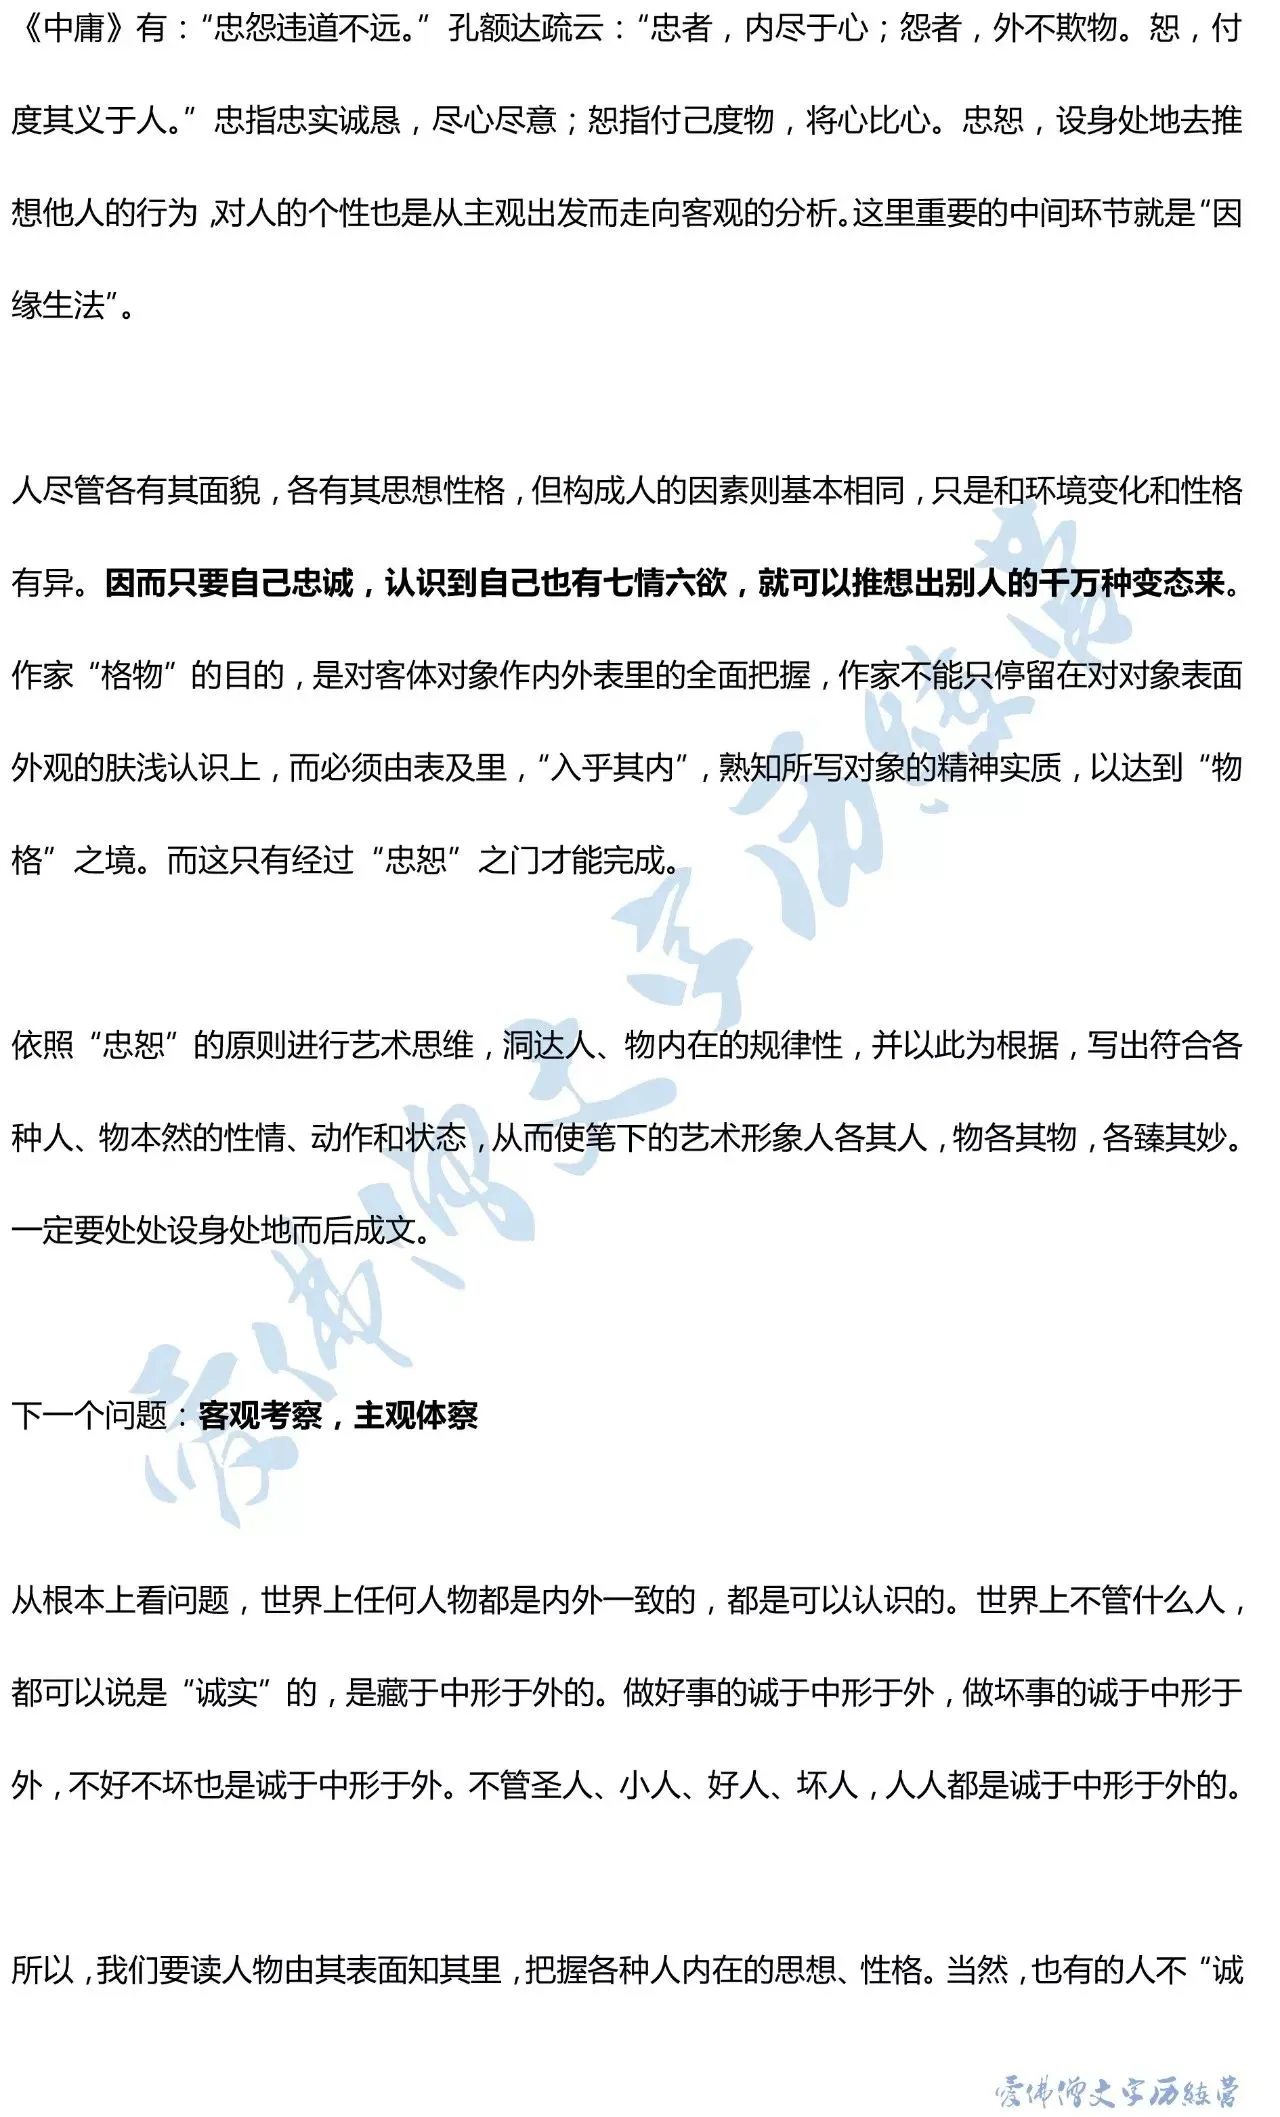 《中庸》有：“忠怨违道不远。”孔额达疏云：“忠者，内尽于心；怨者，外不欺物。恕，付
度其义于人。”忠指忠实诚恳，尽心尽意；恕指付己度物，将心比心。忠恕，设身处地去推
想他人的行为，对人的个性也是从主观出发而走向客观的分析。这里重要的中间环节就是“因
缘生法”。
人尽管各有其面貌，各有其思想性格，但构成人的因素则基本相同，只是和环境变化和性格
有异。因而只要自己忠诚，认识到自己也有七情六欲，就可以推想出别人的千万种变态来。
作家“格物”的目的，是对客体对象作内外表里的全面把握，作家不能只停留在对对象表面
外观的肤浅认识上，而必须由表及里，“入乎其内”，熟知所写对象的精神实质，以达到“物
格”之境。而这只有经过“忠恕”之门才能完成。
依照“忠恕”的原则进行艺术思维，洞达人、物内在的规律性，并以此为根据，写出符合各
种人、物本然的性情、动作和状态，从而使笔下的艺术形象人各其人，物各其物，各臻其妙。
一定要处处设身处地而后成文。
下一个问题：客观考察，主观体察
从根本上看问题，世界上任何人物都是内外一致的，都是可以认识的。世界上不管什么人，
都可以说是“诚实”的，是藏于中形于外的。做好事的诚于中形于外，做坏事的诚于中形于
外，不好不坏也是诚于中形于外。不管圣人、小人、好人、坏人，人人都是诚于中形于外的。
所以，我们要读人物由其表面知其里，把握各种人内在的思想、性格。当然，也有的人不“诚
爱佛僧文字历练营
爱佛僧文字历练营